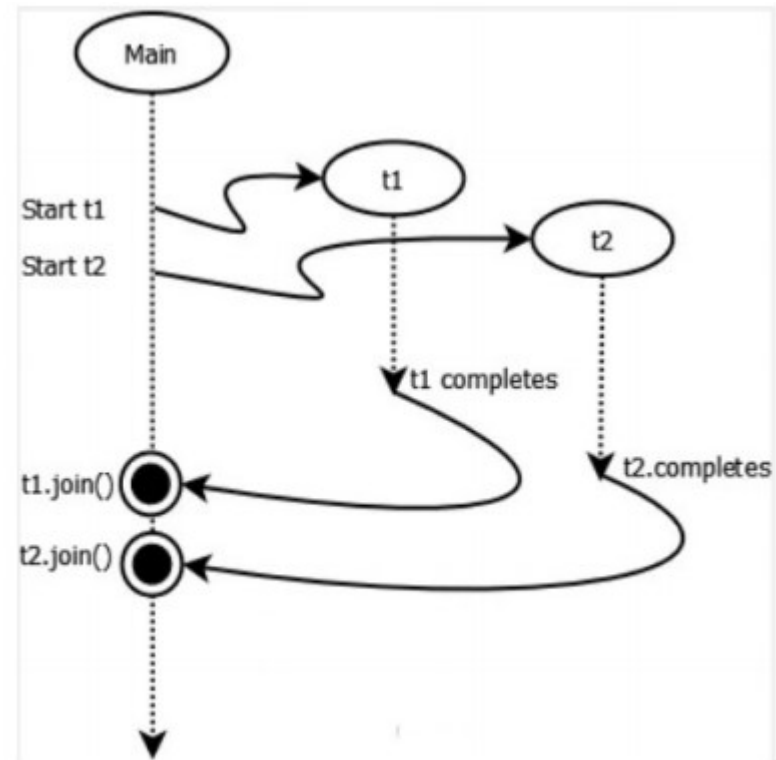 Main
t1
Start t1
t2
Start t2
t1 completes
t2.completes
t1.join()
t2.join()